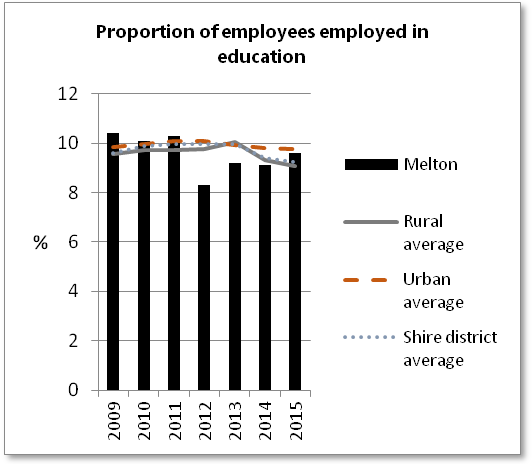 Proportion of employees employed in
education
12
10
8
6
4
2
0
%
2009
2010
2011
2012
2013
2014
2015
Melton
Rural
average
Urban
average
Shire district
average